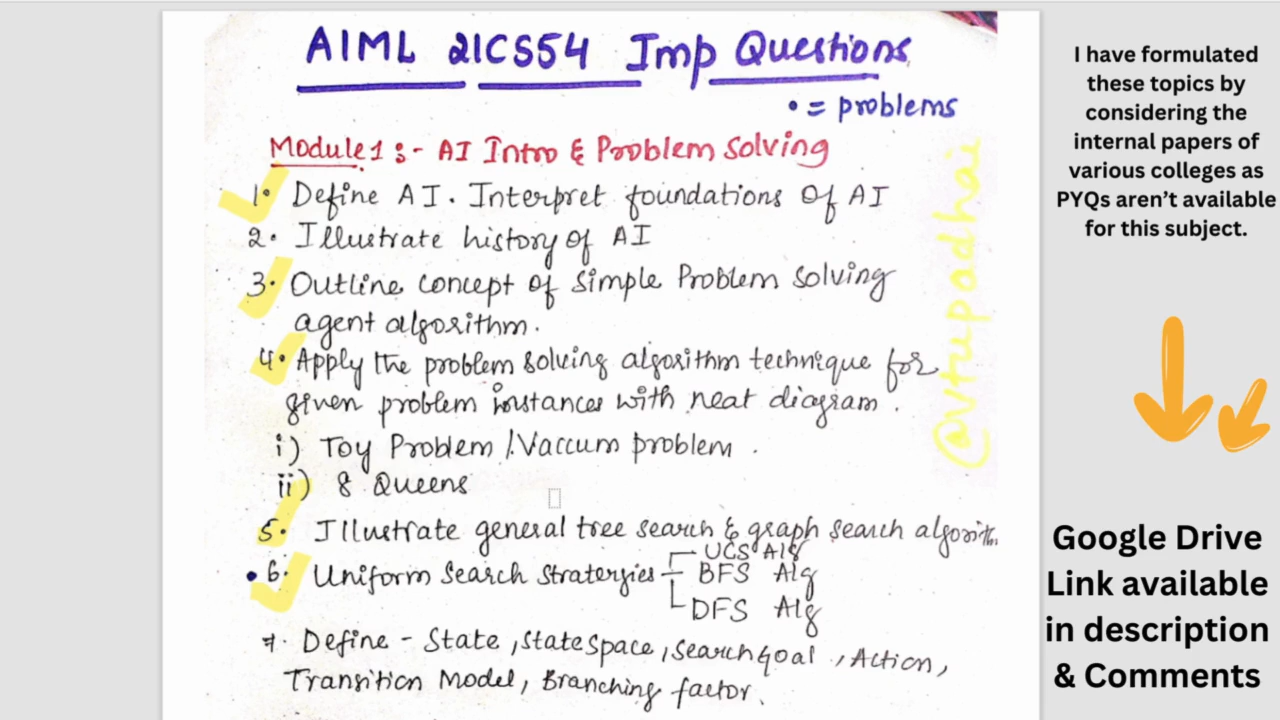 AIML 21CS54 Imp Questions
• = problems
Module 1 :- AI Intro & Problem Solving
1. Define AI. Interpret foundations of AI
2. Illustrate history of AI
3. Outline concept of Simple Problem Solving
agent algorithm.
4. Apply the problem solving algorithm technique for
given problem instances with neat diagram.
i) Toy Problem / Vaccum problem.
ii) 8 Queens
5. Illustrate general tree search & graph search algorithm
• 6. Uniform Search Stratergies
UCS Alg
BFS Alg
DFS Alg
7. Define - State, State Space, Search Goal, Action,
Transition Model, Branching factor.
@vtupadhai
I have formulated
these topics by
considering the
internal papers of
various colleges as
PYQs aren't available
for this subject.
Google Drive
Link available
in description
& Comments